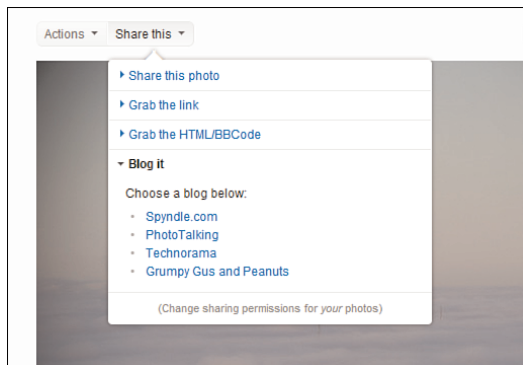 Actions Share this
Share this photo
Grab the link
Grab the HTML/BBCode
Blog it
Choose a blog below:
Spyndle.com
PhotoTalking
Technorama
Grumpy Gus and Peanuts
(Change sharing permissions for your photos)